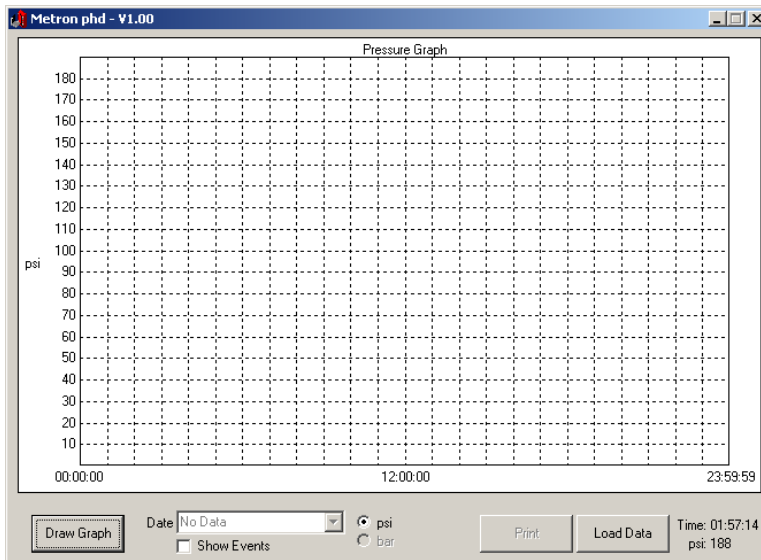 Metron phd - V1.00
Pressure Graph
180
170
160
150
140
130
120
110
100
psi
90
80
70
60
50
40
30
20
10
00:00:00 12:00:00 23:59:59
Draw Graph
Date No Data
Show Events
psi
bar
Print
Load Data
Time: 01:57:14
psi: 188